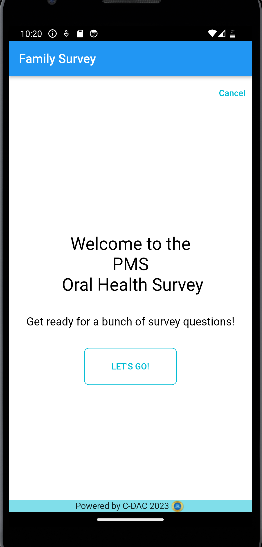 10:20
Family Survey
Cancel
Welcome to the
PMS
Oral Health Survey
Get ready for a bunch of survey questions!
LET'S GO!
Powered by C-DAC 2023